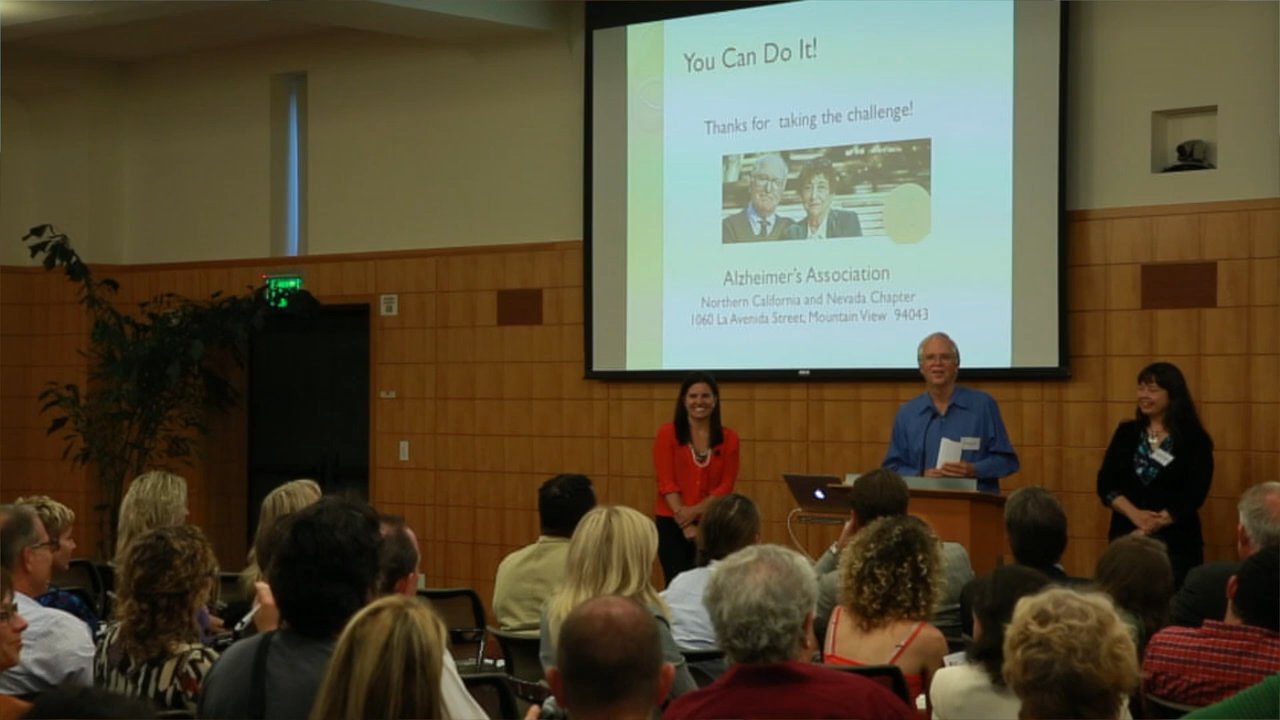 You Can Do It!
Thanks for taking the challenge!
Alzheimer's Association
Northern California and Nevada Chapter
1060 La Avenida Street, Mountain View 94043